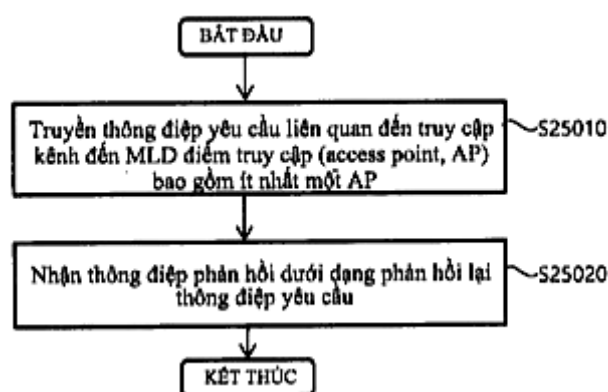 BẮT ĐẦU
Truyền thông điệp yêu cầu liên quan đến truy cập
kênh đến MLD điểm truy cập (access point, AP)
bao gồm ít nhất một AP
S25010
Nhận thông điệp phản hồi dưới dạng phản hồi lại
thông điệp yêu cầu
S25020
KẾT THÚC